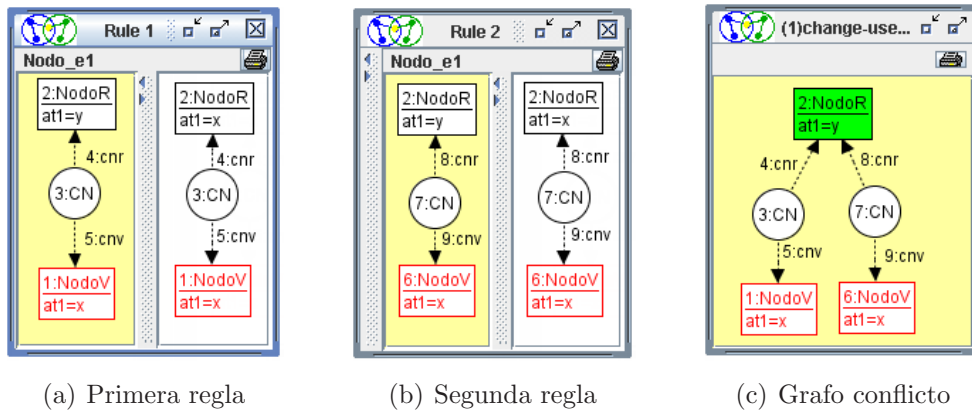 Rule 1
Nodo_e1
2:NodoR
at1=y
4:cnr
3:CN
5:cnv
1:NodoV
at1=x
2:NodoR
at1=x
4:cnr
3:CN
5:cnv
1:NodoV
at1=x
Rule 2
Nodo_e1
2:NodoR
at1=y
8:cnr
7:CN
9:cnv
6:NodoV
at1=x
2:NodoR
at1=x
8:cnr
7:CN
9:cnv
6:NodoV
at1=x
(1)change-use...
2:NodoR
at1=y
4:cnr
8:cnr
3:CN
7:CN
5:cnv
9:cnv
1:NodoV
at1=x
6:NodoV
at1=x
(a) Primera regla
(b) Segunda regla
(c) Grafo conflicto